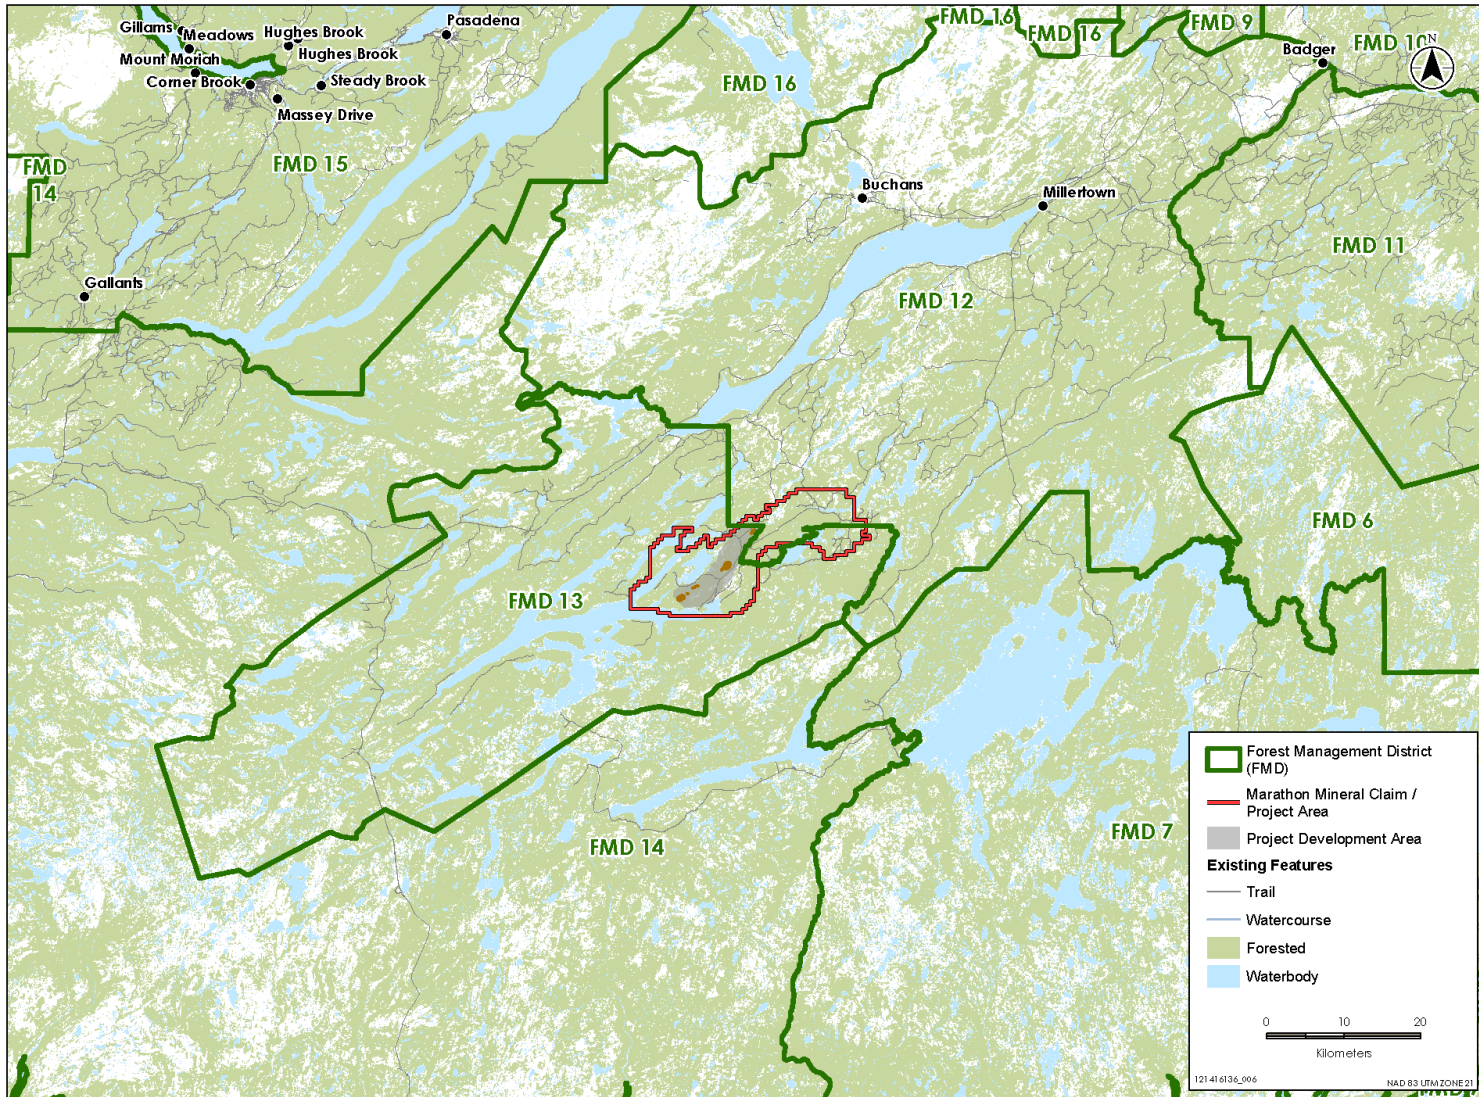 FMD 16
FMD 16
FMD 9
FMD 10
N
Gillams
Meadows
Hughes Brook
Hughes Brook
Pasadena
Mount Moriah
Corner Brook
Steady Brook
Massey Drive
Badger
FMD 16
FMD 15
FMD
14
Buchans
Millertown
FMD 11
Gallants
FMD 12
FMD 6
FMD 13
FMD 14
FMD 7
Forest Management District
(FMD)
Marathon Mineral Claim /
Project Area
Project Development Area
Existing Features
Trail
Watercourse
Forested
Waterbody
0 10 20
Kilometers
121416136_006
NAD 83 UTM ZONE 21